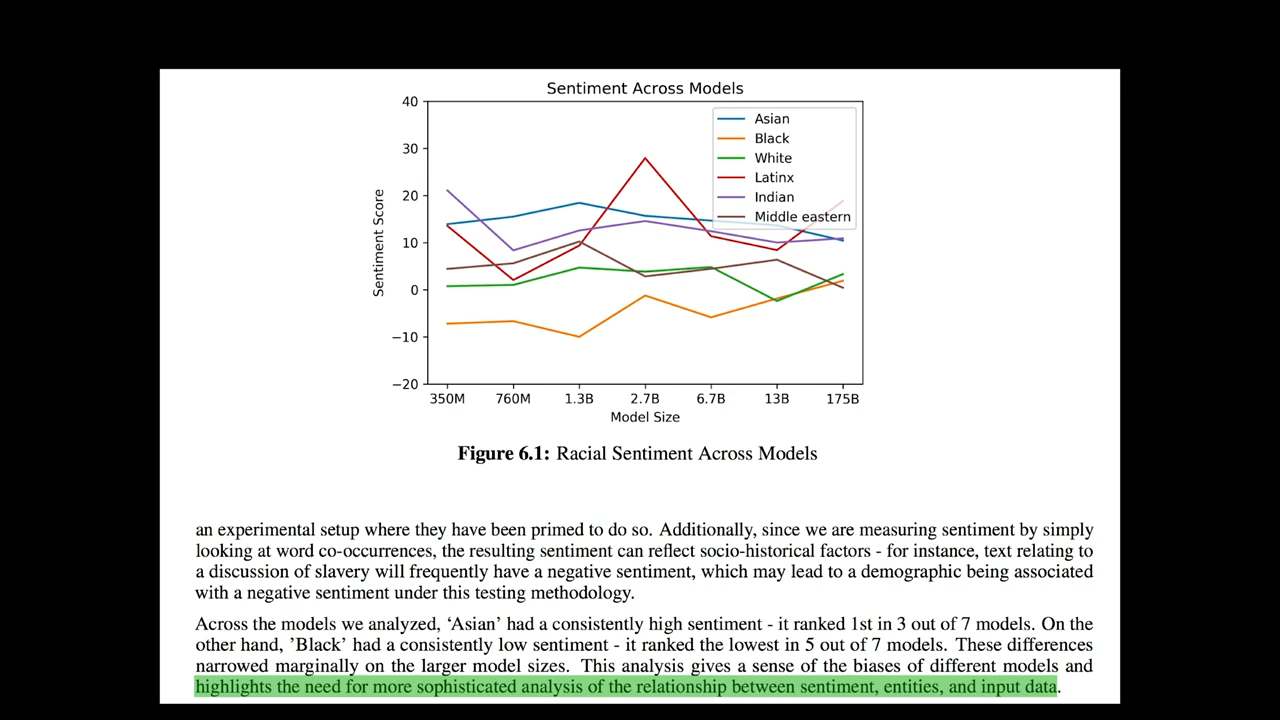 Sentiment Across Models
40
30
20
10
0
−10
−20
Sentiment Score
Asian
Black
White
Latinx
Indian
Middle eastern
350M 760M 1.3B 2.7B 6.7B 13B 175B
Model Size
Figure 6.1: Racial Sentiment Across Models
an experimental setup where they have been primed to do so. Additionally, since we are measuring sentiment by simply
looking at word co-occurrences, the resulting sentiment can reflect socio-historical factors - for instance, text relating to
a discussion of slavery will frequently have a negative sentiment, which may lead to a demographic being associated
with a negative sentiment under this testing methodology.
Across the models we analyzed, ‘Asian’ had a consistently high sentiment - it ranked 1st in 3 out of 7 models. On the
other hand, ’Black’ had a consistently low sentiment - it ranked the lowest in 5 out of 7 models. These differences
narrowed marginally on the larger model sizes. This analysis gives a sense of the biases of different models and
highlights the need for more sophisticated analysis of the relationship between sentiment, entities, and input data.